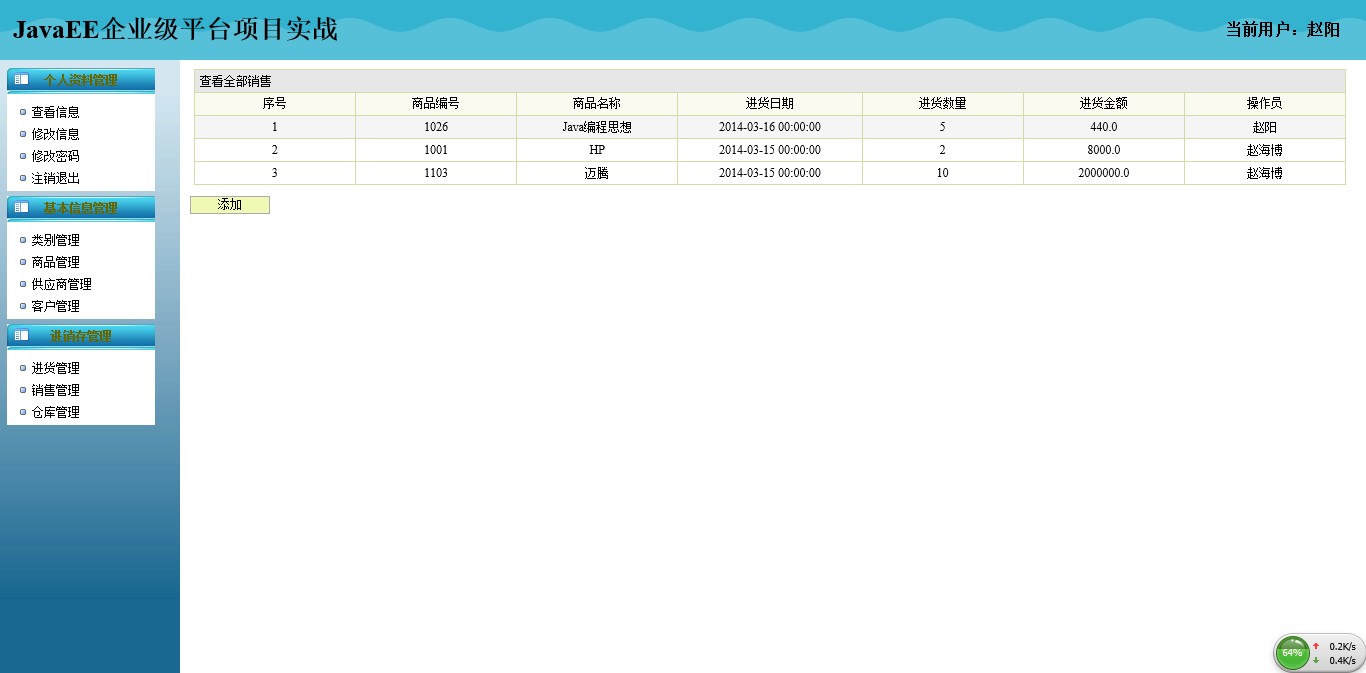 JavaEE企业级平台项目实战
当前用户：赵阳
个人资料管理
查看信息
修改信息
修改密码
注销退出
基本信息管理
类别管理
商品管理
供应商管理
客户管理
进销存管理
进货管理
销售管理
仓库管理
查看全部销售
序号 商品编号 商品名称 进货日期 进货数量 进货金额 操作员
1 1026 Java编程思想 2014-03-16 00:00:00 5 440.0 赵阳
2 1001 HP 2014-03-15 00:00:00 2 8000.0 赵海博
3 1103 迈腾 2014-03-15 00:00:00 10 2000000.0 赵海博
添加
64%
0.2K/s
0.4K/s